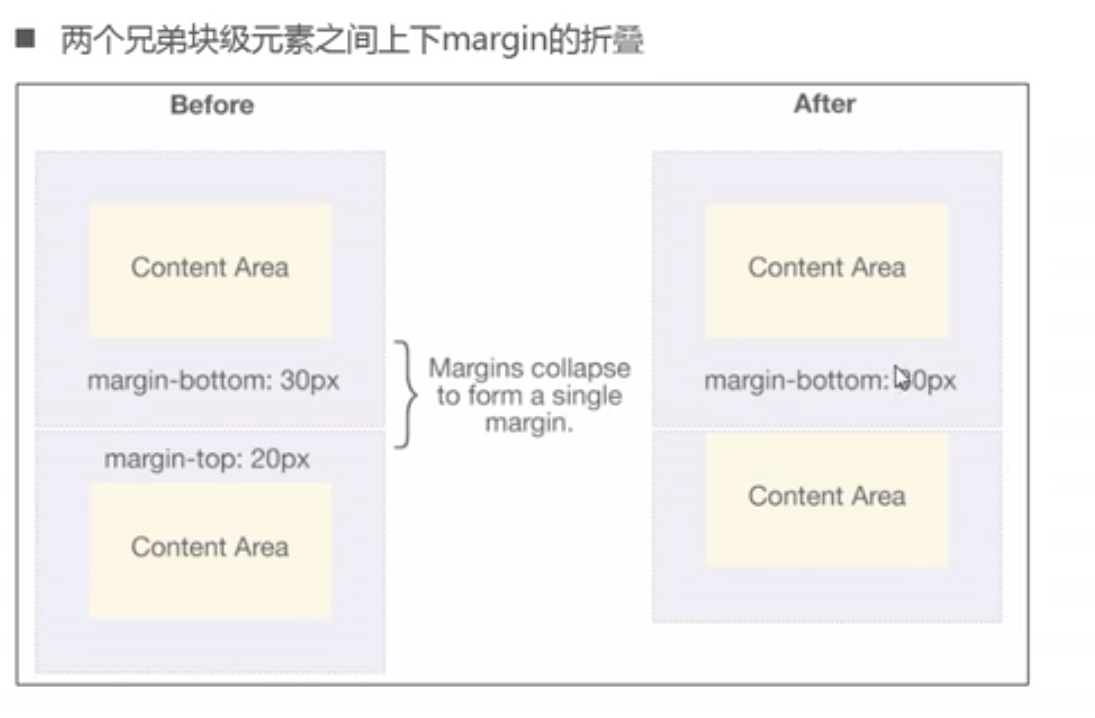 两个兄弟块级元素之间上下margin的折叠
Before
After
Content Area
Content Area
margin-bottom: 30px
Margins collapse
to form a single
margin.
margin-bottom:
margin-top: 20px
Content Area
Content Area